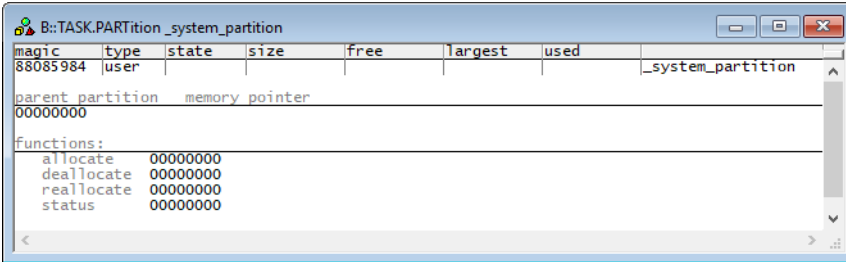 B::TASK.PARTition _system_partition
magic type state size free largest used
88085984 user _system_partition
parent partition memory pointer
00000000
functions:
allocate 00000000
deallocate 00000000
reallocate 00000000
status 00000000